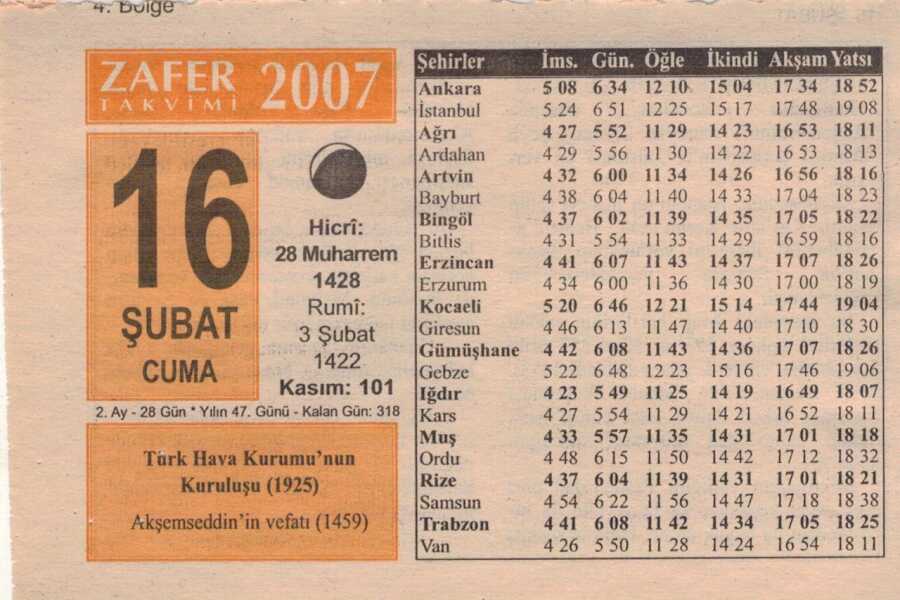 4. Bölge
ZAFER
TAKVİMİ
2007
16
ŞUBAT
CUMA
Hicrî:
28 Muharrem
1428
Rumî:
3 Şubat
1422
Kasım: 101
2. Ay - 28 Gün * Yılın 47. Günü - Kalan Gün: 318
Türk Hava Kurumu’nun
Kuruluşu (1925)
Akşemseddin’in vefatı (1459)
Şehirler İms. Gün. Öğle İkindi Akşam Yatsı
Ankara 5 08 6 34 12 10 15 04 17 34 18 52
İstanbul 5 24 6 51 12 25 15 17 17 48 19 08
Ağrı 4 27 5 52 11 29 14 23 16 53 18 11
Ardahan 4 29 5 56 11 30 14 22 16 53 18 13
Artvin 4 32 6 00 11 34 14 26 16 56 18 16
Bayburt 4 38 6 04 11 40 14 33 17 04 18 23
Bingöl 4 37 6 02 11 39 14 35 17 05 18 22
Bitlis 4 31 5 54 11 33 14 29 16 59 18 16
Erzincan 4 41 6 07 11 43 14 37 17 07 18 26
Erzurum 4 34 6 00 11 36 14 30 17 00 18 19
Kocaeli 5 20 6 46 12 21 15 14 17 44 19 04
Giresun 4 46 6 13 11 47 14 40 17 10 18 30
Gümüşhane 4 42 6 08 11 43 14 36 17 07 18 26
Gebze 5 22 6 48 12 23 15 16 17 46 19 06
Iğdır 4 23 5 49 11 25 14 19 16 49 18 07
Kars 4 27 5 54 11 29 14 21 16 52 18 11
Muş 4 33 5 57 11 35 14 31 17 01 18 18
Ordu 4 48 6 15 11 50 14 42 17 12 18 32
Rize 4 37 6 04 11 39 14 31 17 01 18 21
Samsun 4 54 6 22 11 56 14 47 17 18 18 38
Trabzon 4 41 6 08 11 42 14 34 17 05 18 25
Van 4 26 5 50 11 28 14 24 16 54 18 11